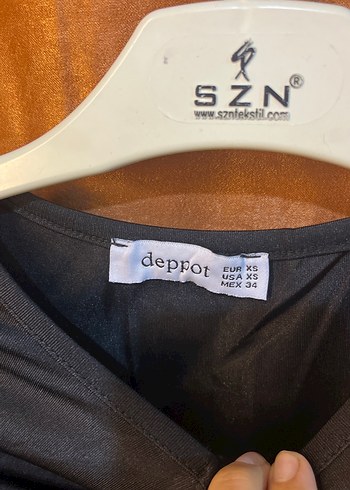 SZN®
www.szntekstil.com
deppot
EUR XS
USA XS
MEX 34